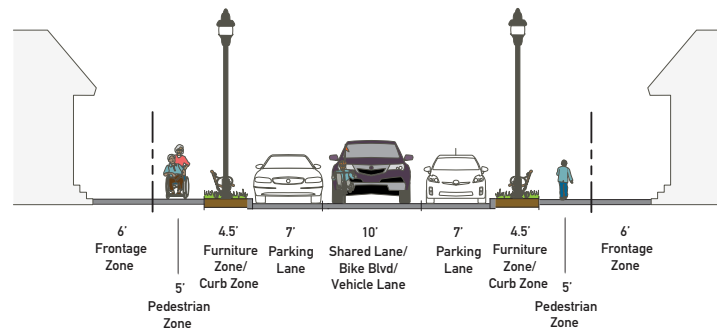 6'
Frontage
Zone
5'
Pedestrian
Zone
4.5'
Furniture
Zone/
Curb Zone
7'
Parking
Lane
10'
Shared Lane/
Bike Blvd/
Vehicle Lane
7'
Parking
Lane
4.5'
Furniture
Zone/
Curb Zone
5'
Pedestrian
Zone
6'
Frontage
Zone